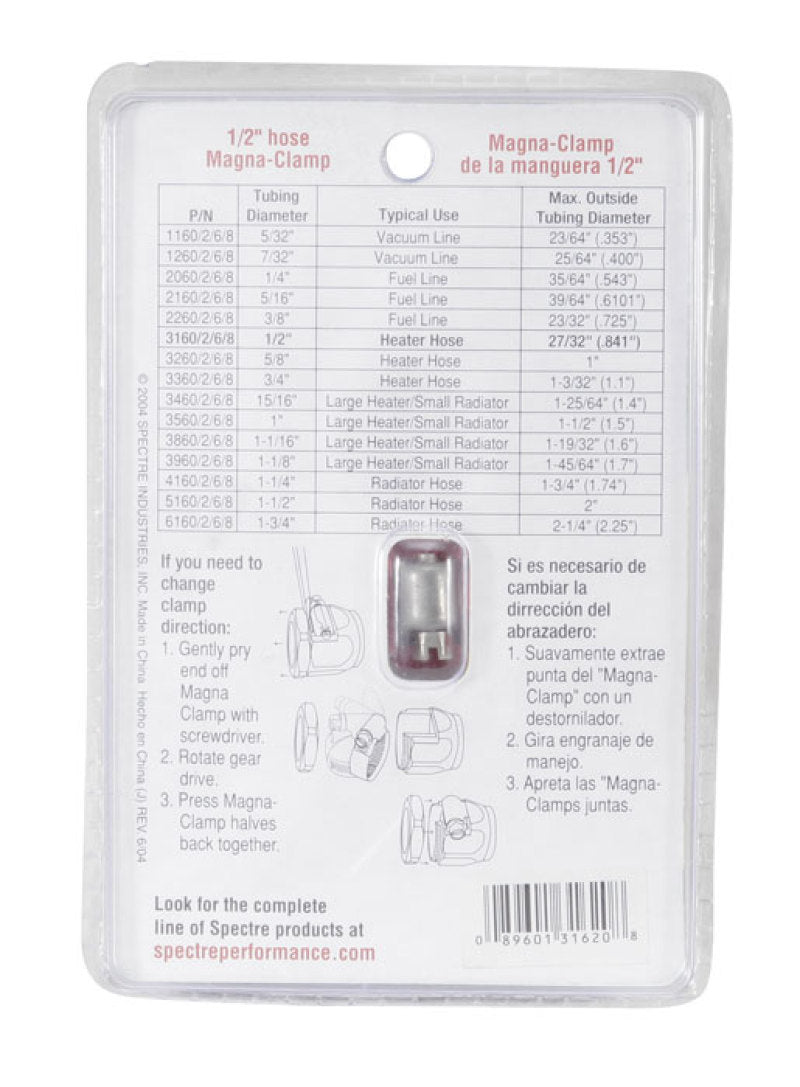 1/2" hose
Magna-Clamp
Magna-Clamp
de la manguera 1/2"
P/N Tubing Diameter Typical Use Max. Outside Tubing Diameter
1160/2/6/8 5/32" Vacuum Line 23/64" (.353")
1260/2/6/8 7/32" Vacuum Line 25/64" (.400")
2060/2/6/8 1/4" Fuel Line 35/64" (.543")
2160/2/6/8 5/16" Fuel Line 39/64" (.6101")
2260/2/6/8 3/8" Fuel Line 23/32" (.725")
3160/2/6/8 1/2" Heater Hose 27/32" (.841")
3260/2/6/8 5/8" Heater Hose 1"
3360/2/6/8 3/4" Heater Hose 1-3/32" (1.1")
3460/2/6/8 15/16" Large Heater/Small Radiator 1-25/64" (1.4")
3560/2/6/8 1" Large Heater/Small Radiator 1-1/2" (1.5")
3860/2/6/8 1-1/16" Large Heater/Small Radiator 1-19/32" (1.6")
3960/2/6/8 1-1/8" Large Heater/Small Radiator 1-45/64" (1.7")
4160/2/6/8 1-1/4" Radiator Hose 1-3/4" (1.74")
5160/2/6/8 1-1/2" Radiator Hose 2"
6160/2/6/8 1-3/4" Radiator Hose 2-1/4" (2.25")
© 2004 SPECTRE INDUSTRIES, INC. Made in China Hecho en China (J) REV. 6/04
If you need to
change
clamp
direction:
1. Gently pry
end off
Magna
Clamp with
screwdriver.
2. Rotate gear
drive.
3. Press Magna-
Clamp halves
back together.
Si es necesario de
cambiar la
dirrección del
abrazadero:
1. Suavamente extrae
punta del "Magna-
Clamp" con un
destornilador.
2. Gira engranaje de
manejo.
3. Apreta las "Magna-
Clamps juntas.
Look for the complete
line of Spectre products at
spectreperformance.com
0 89601 31620 8